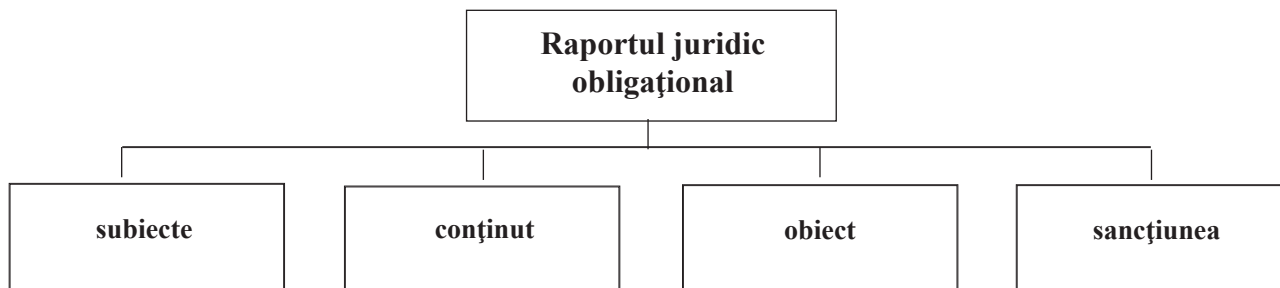 Raportul juridic
obligaţional
subiecte
conţinut
obiect
sancţiunea